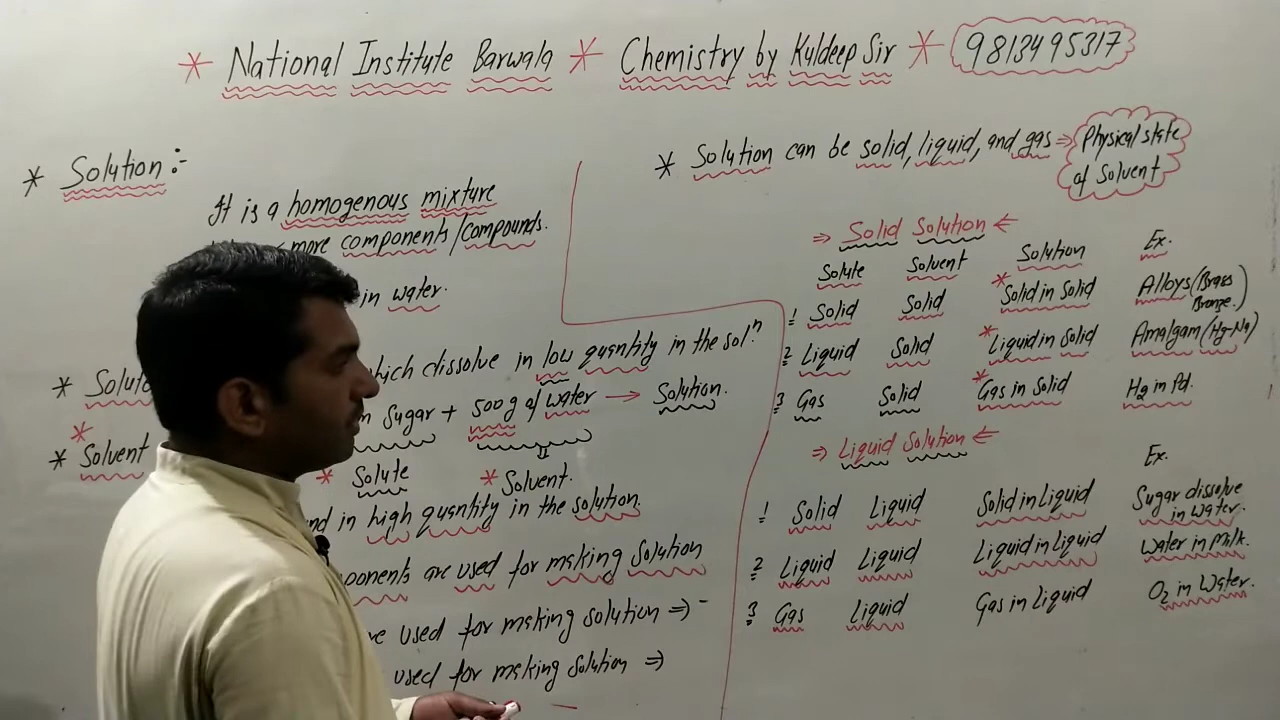 * National Institute Barwala * Chemistry by Kuldeep Sir * 9813495317
* Solution :-
It is a homogenous mixture
more components/compounds.
in water.
* Solute
which dissolve in low quantity in the solⁿ.
Sugar + 500g of water → Solution.
* Solute * Solvent.
* Solvent
in high quantity in the solution.
are used for making solution
used for making solution ⇒ -
used for making solution ⇒
* Solution can be solid, liquid, and gas ⇒ Physical state
of Solvent
⇒ Solid Solution ⇐
Solute Solvent Solution Ex.
1 Solid Solid * Solid in Solid Alloys (Brass
Bronze.)
2 Liquid Solid * Liquid in Solid Amalgam (Hg-Na)
3 Gas Solid * Gas in Solid H2 in Pd.
⇒ Liquid Solution ⇐
Ex.
1 Solid Liquid Solid in Liquid Sugar dissolve
in Water.
2 Liquid Liquid Liquid in Liquid Water in Milk.
3 Gas Liquid Gas in Liquid O2 in Water.